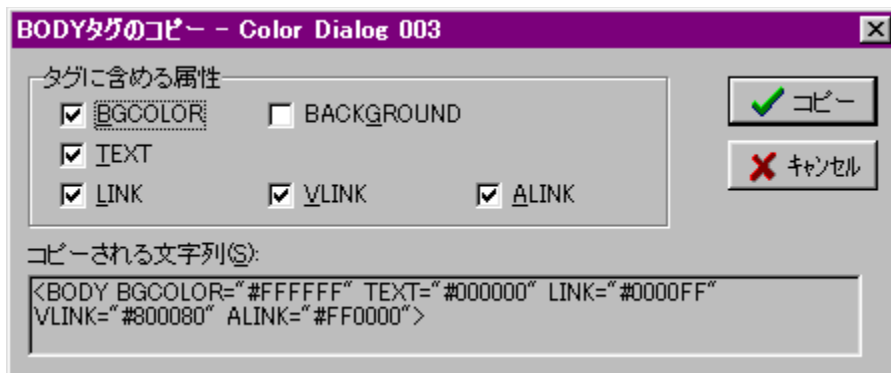 BODYタグのコピー - Color Dialog 003
タグに含める属性
BGCOLOR BACKGROUND
TEXT
LINK VLINK ALINK
コピー
キャンセル
コピーされる文字列(S):
<BODY BGCOLOR="#FFFFFF" TEXT="#000000" LINK="#0000FF"
VLINK="#800080" ALINK="#FF0000">